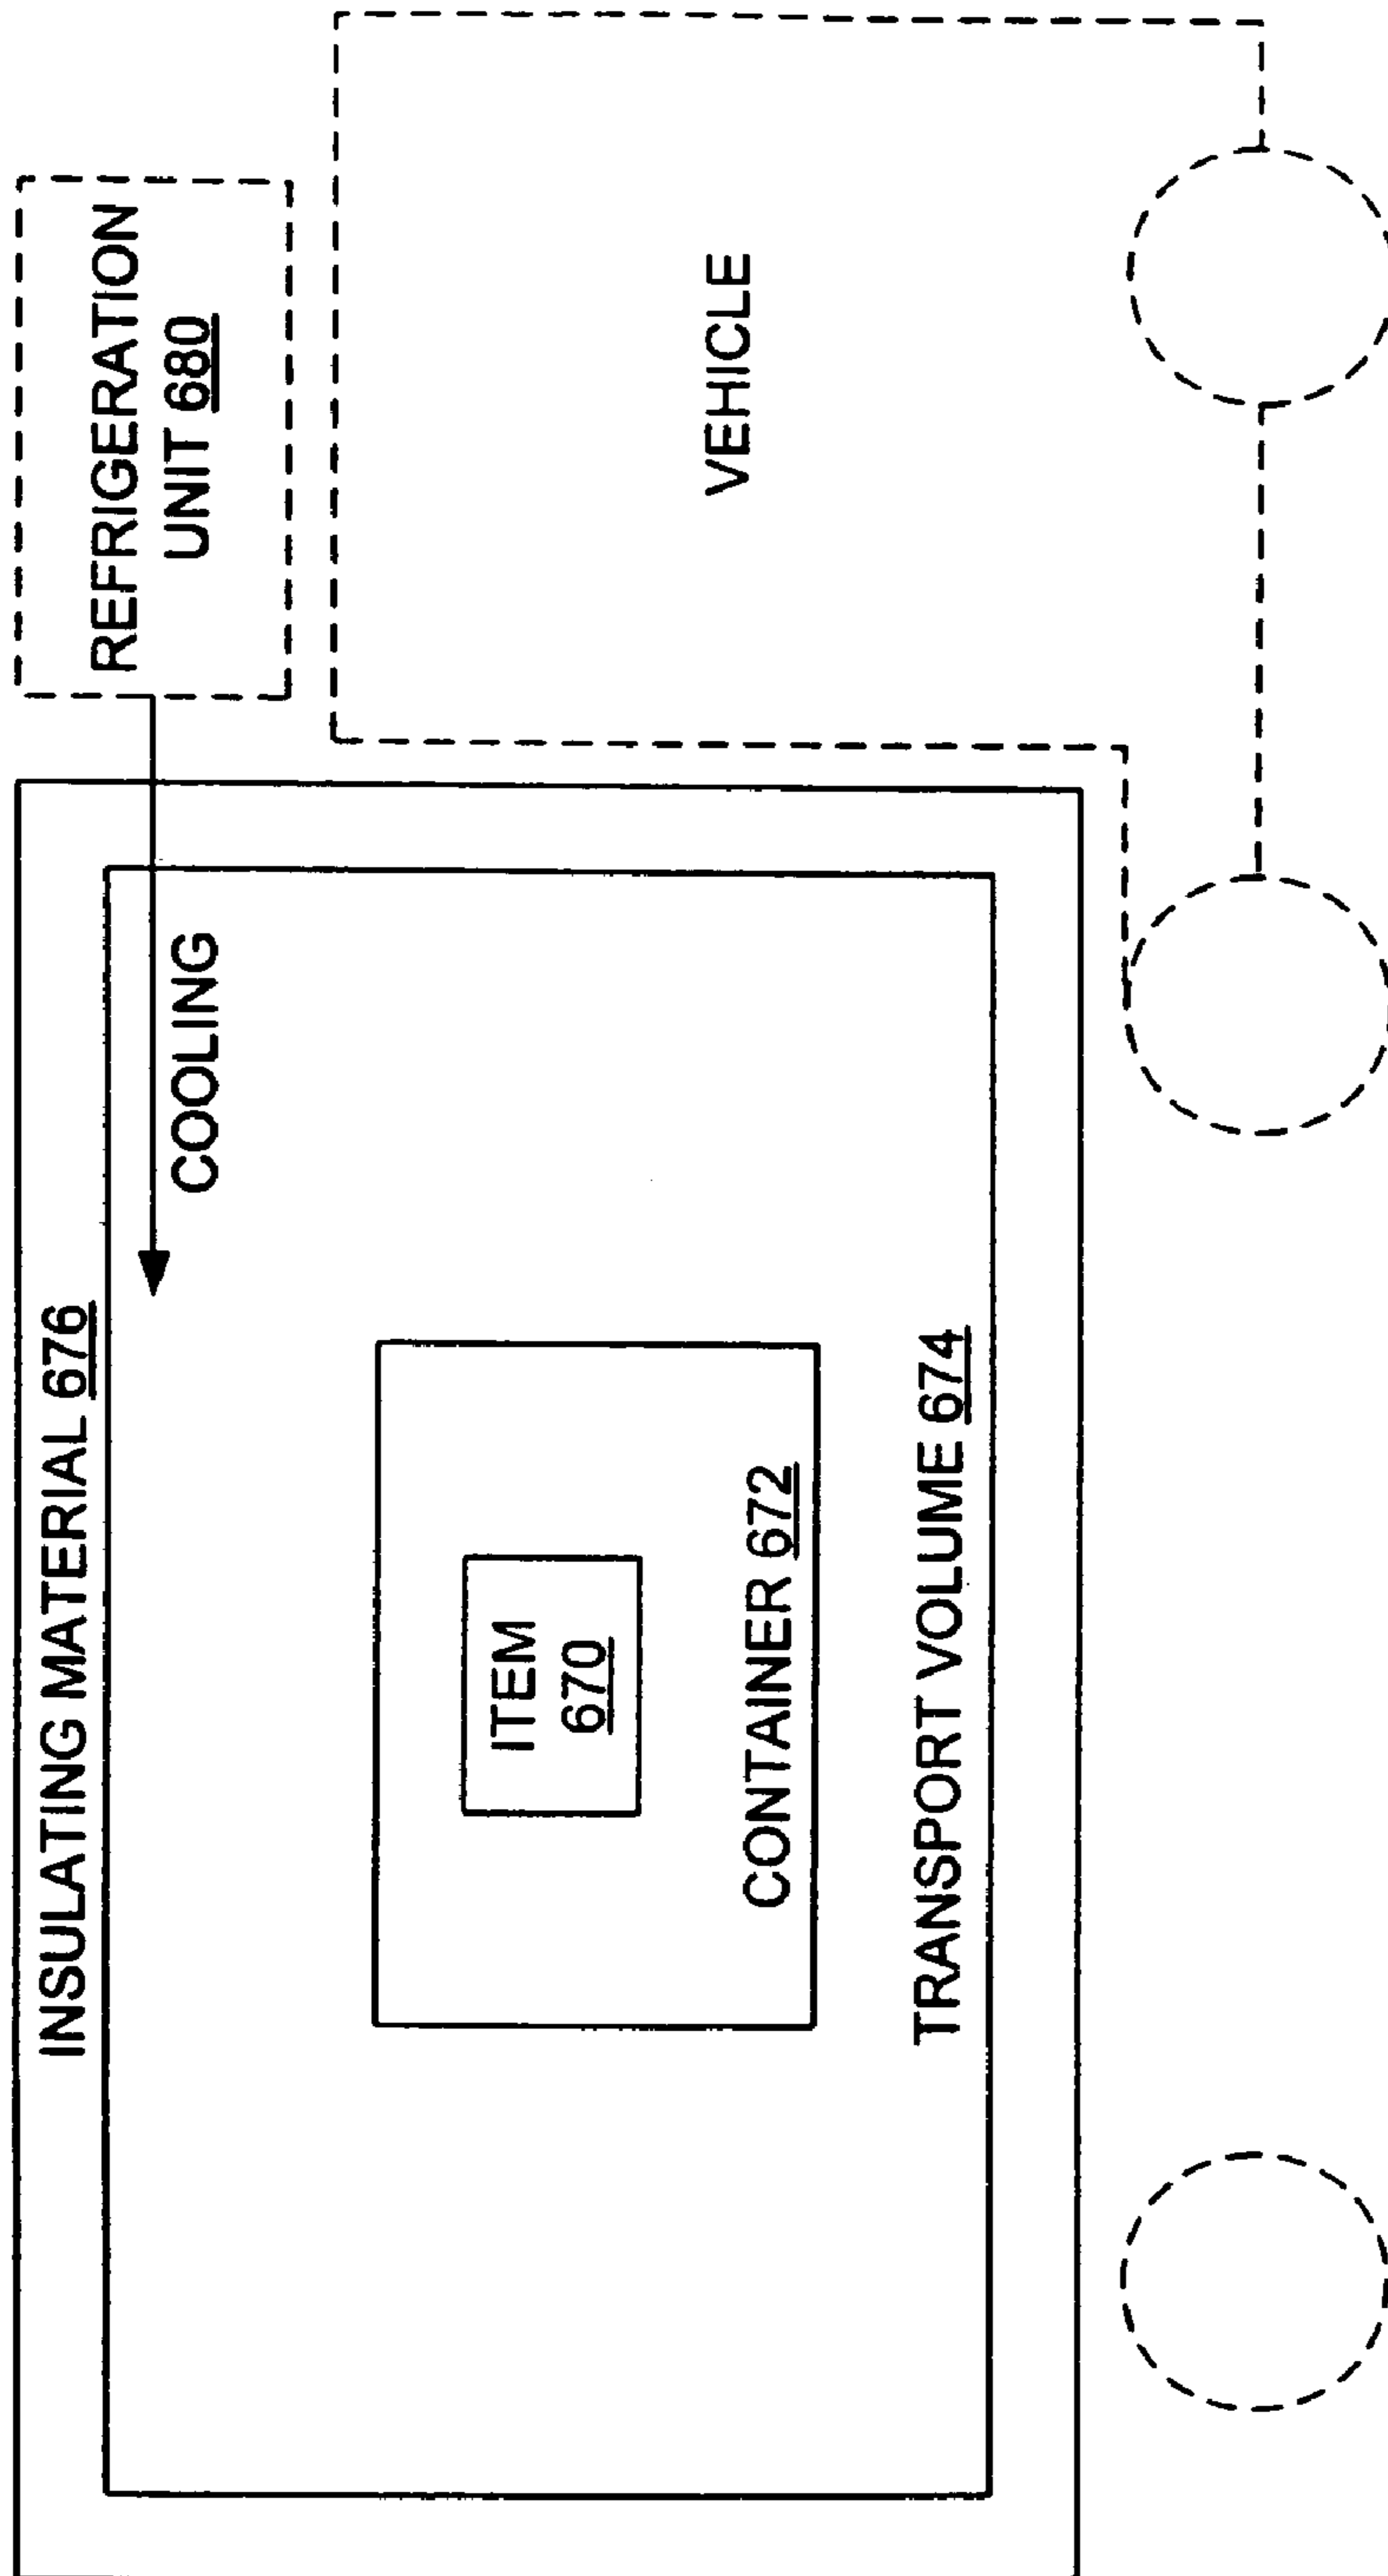 INSULATING MATERIAL 676
REFRIGERATION
UNIT 680
COOLING
ITEM
670
CONTAINER 672
TRANSPORT VOLUME 674
VEHICLE